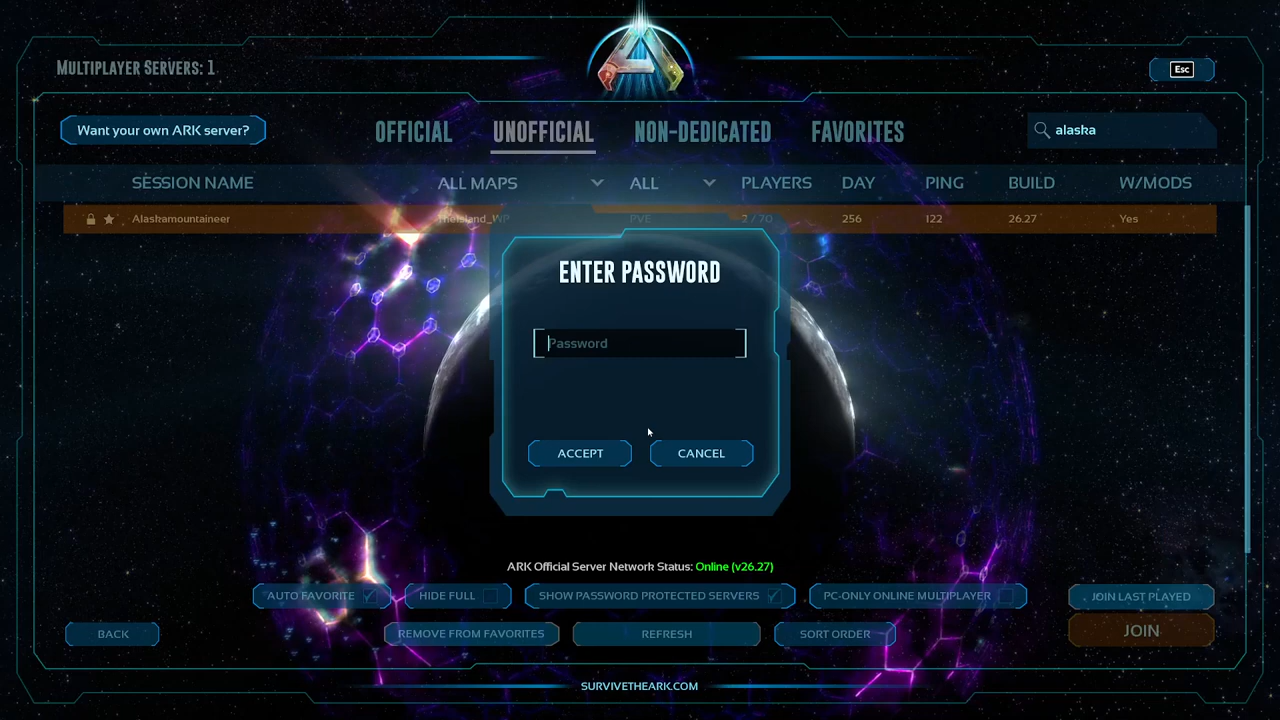 MULTIPLAYER SERVERS: 1
Esc
Want your own ARK server?
OFFICIAL UNOFFICIAL NON-DEDICATED FAVORITES
alaska
SESSION NAME ALL MAPS ALL PLAYERS DAY PING BUILD W/MODS
Alaskamountaineer TheIsland_WP PVE 2 / 70 256 122 26.27 Yes
ENTER PASSWORD
Password
ACCEPT CANCEL
ARK Official Server Network Status: Online (v26.27)
AUTO FAVORITE HIDE FULL SHOW PASSWORD PROTECTED SERVERS PC-ONLY ONLINE MULTIPLAYER JOIN LAST PLAYED
BACK REMOVE FROM FAVORITES REFRESH SORT ORDER JOIN
SURVIVETHEARK.COM